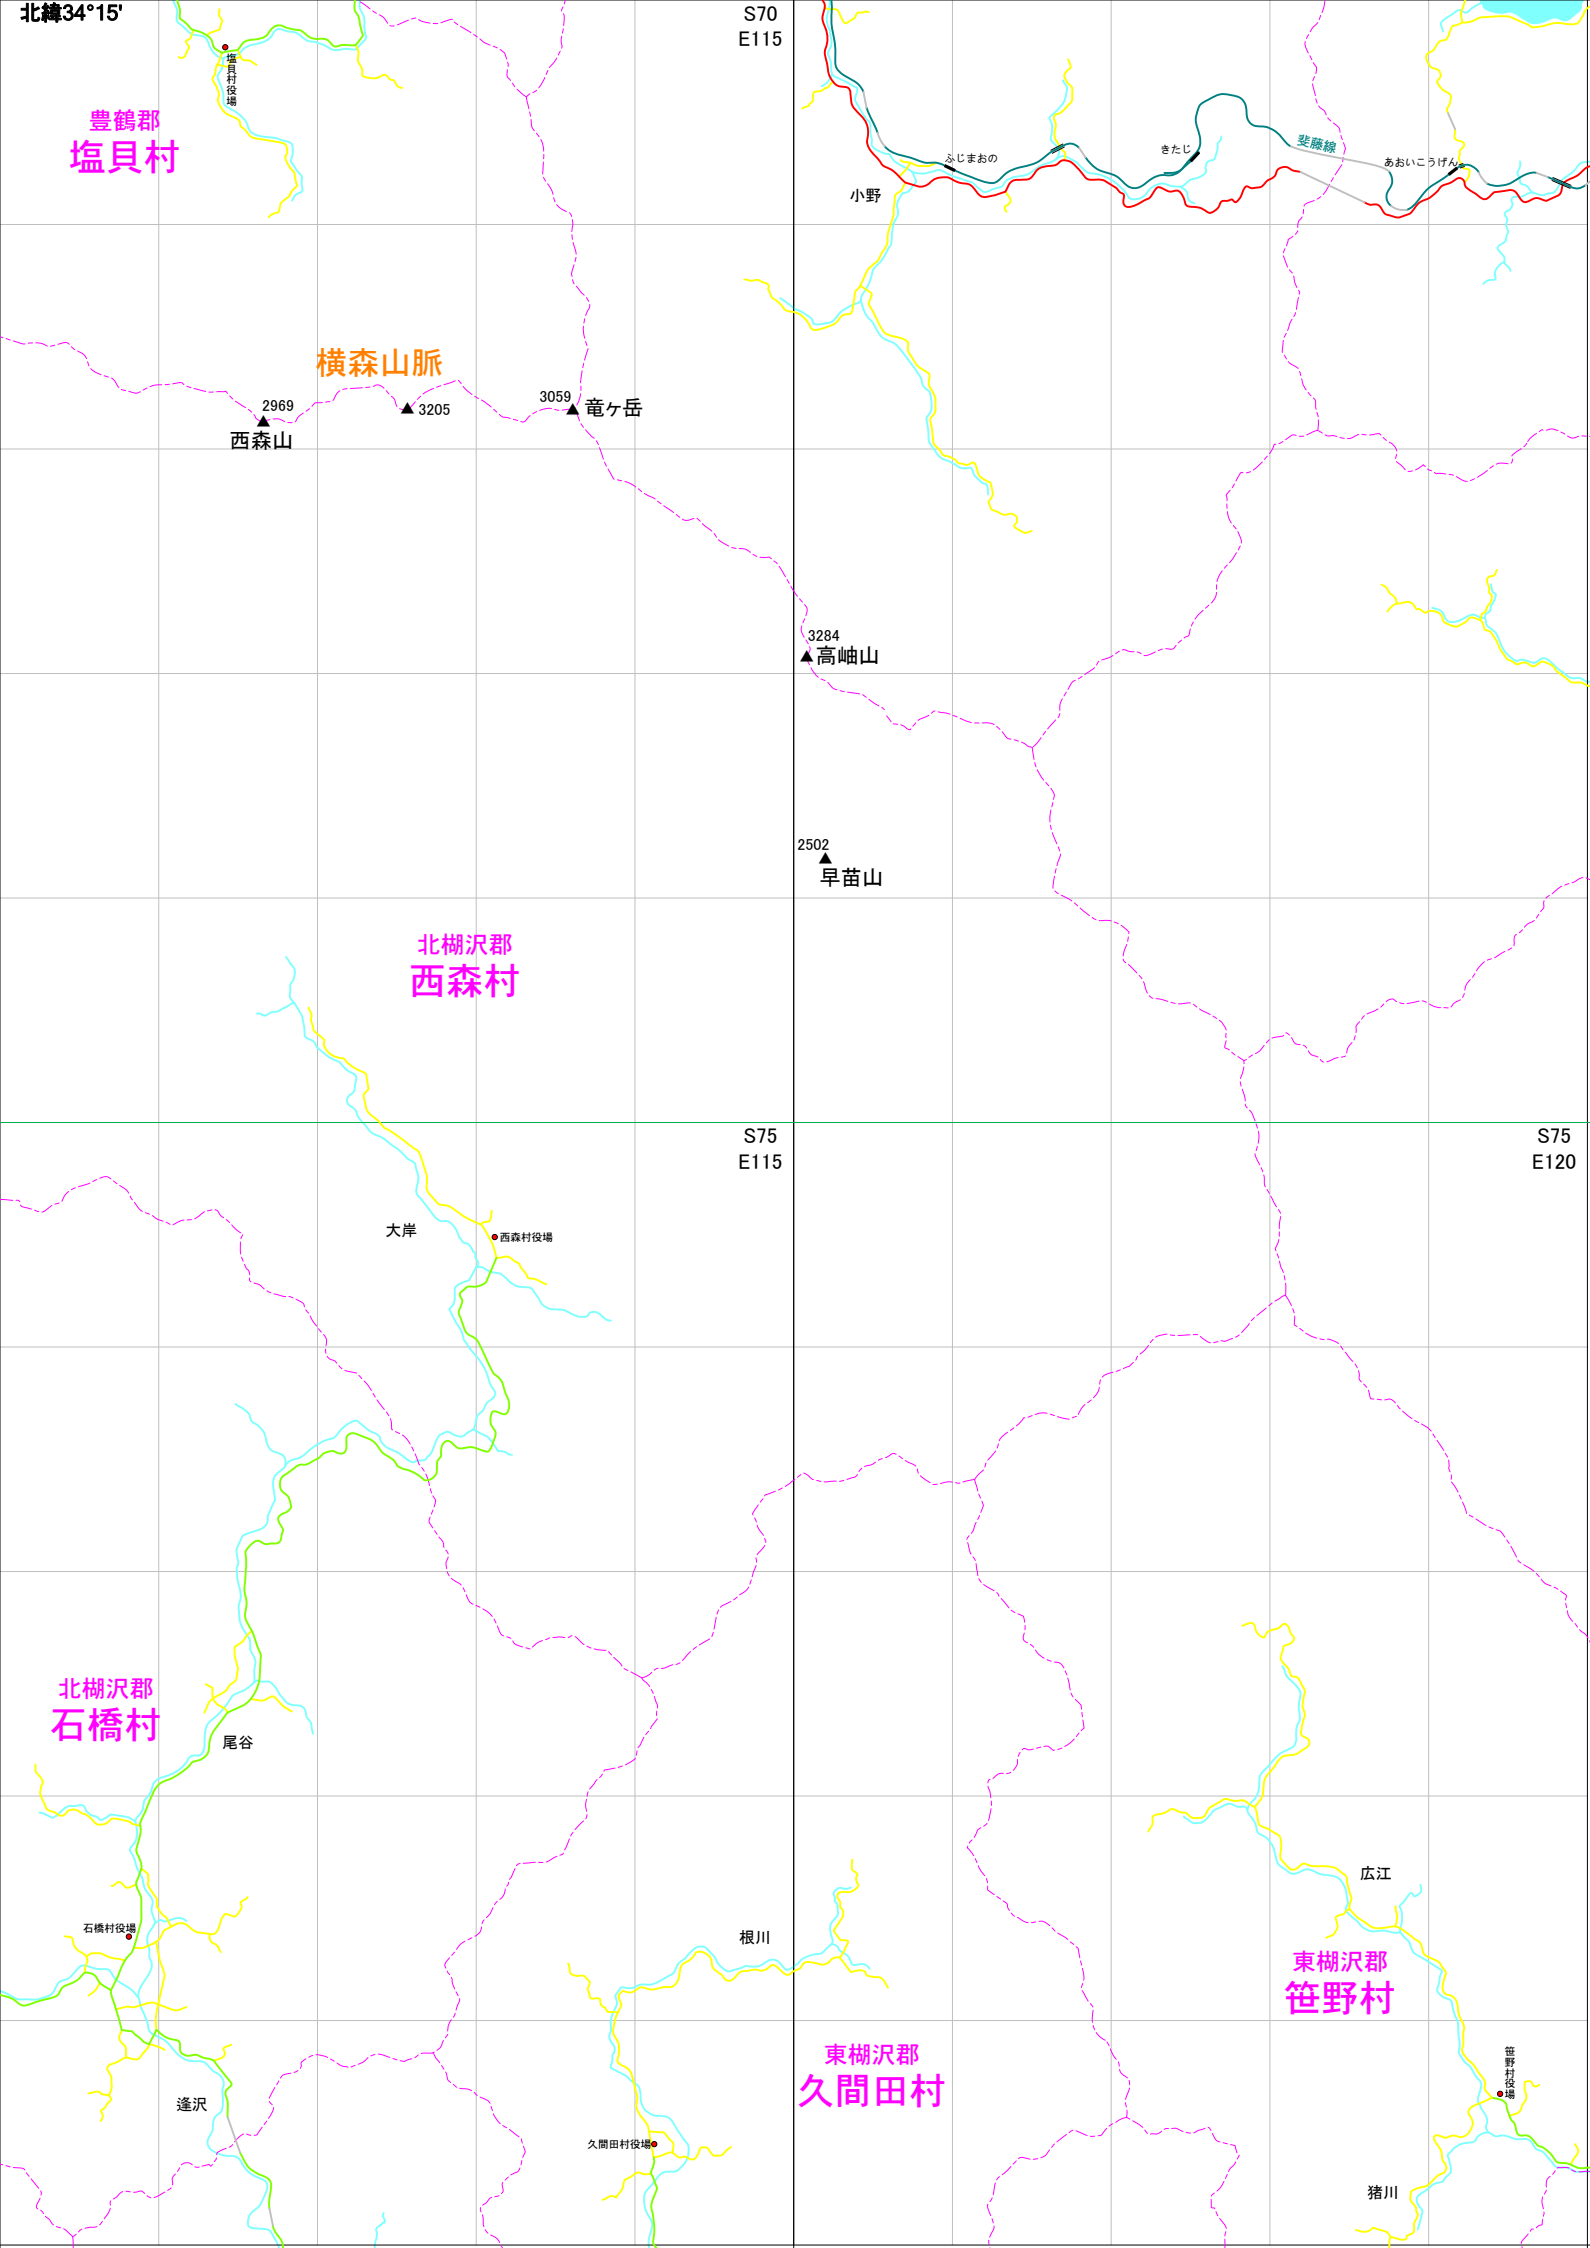 北緯34°15'
S70
E115
塩貝村役場
豊鶴郡
塩貝村
ふじまおの
きたじ
斐藤線
あおいこうげん
小野
横森山脈
2969
西森山
3205
3059
竜ヶ岳
3284
高岫山
2502
早苗山
北楜沢郡
西森村
S75
E115
S75
E120
大岸
西森村役場
北楜沢郡
石橋村
尾谷
広江
石橋村役場
根川
東楜沢郡
笹野村
東楜沢郡
久間田村
笹野村役場
逢沢
久間田村役場
猪川